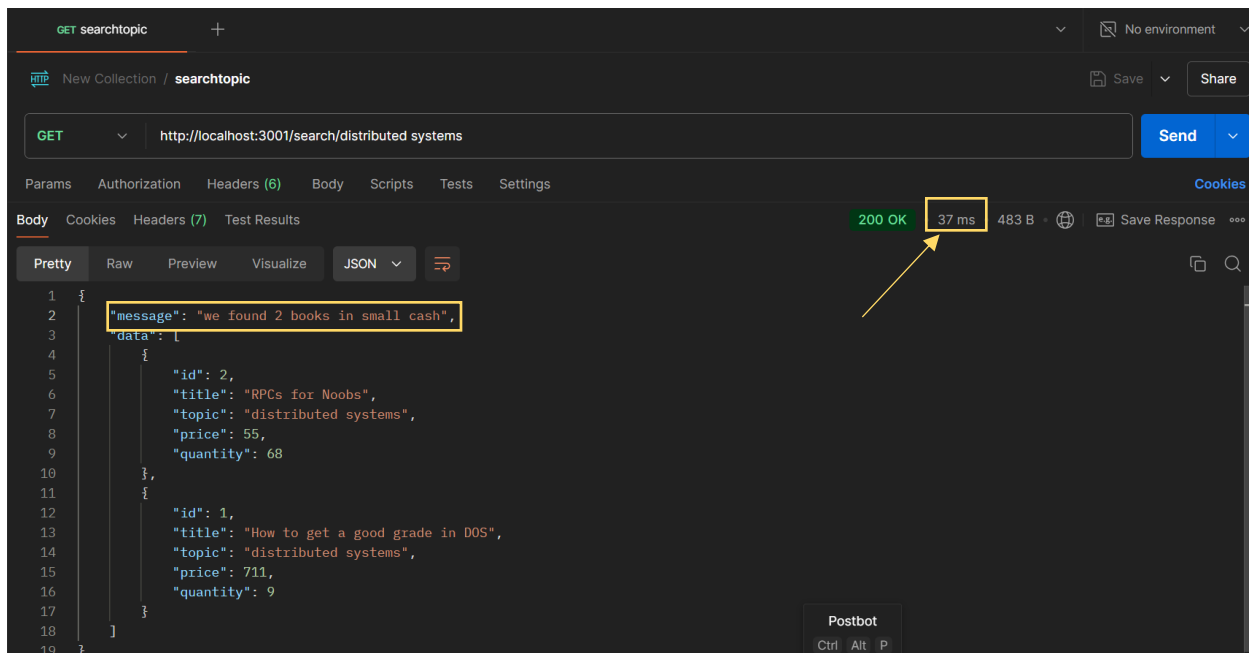 GET searchtopic
No environment
HTTP New Collection / searchtopic
Save Share
GET http://localhost:3001/search/distributed systems Send
Params Authorization Headers (6) Body Scripts Tests Settings Cookies
Body Cookies Headers (7) Test Results 200 OK 37 ms 483 B e.g. Save Response
Pretty Raw Preview Visualize JSON
1 {
2 "message": "we found 2 books in small cash",
3 "data": [
4 {
5 "id": 2,
6 "title": "RPCs for Noobs",
7 "topic": "distributed systems",
8 "price": 55,
9 "quantity": 68
10 },
11 {
12 "id": 1,
13 "title": "How to get a good grade in DOS",
14 "topic": "distributed systems",
15 "price": 711,
16 "quantity": 9
17 }
18 ]
19 }
Postbot
Ctrl Alt P